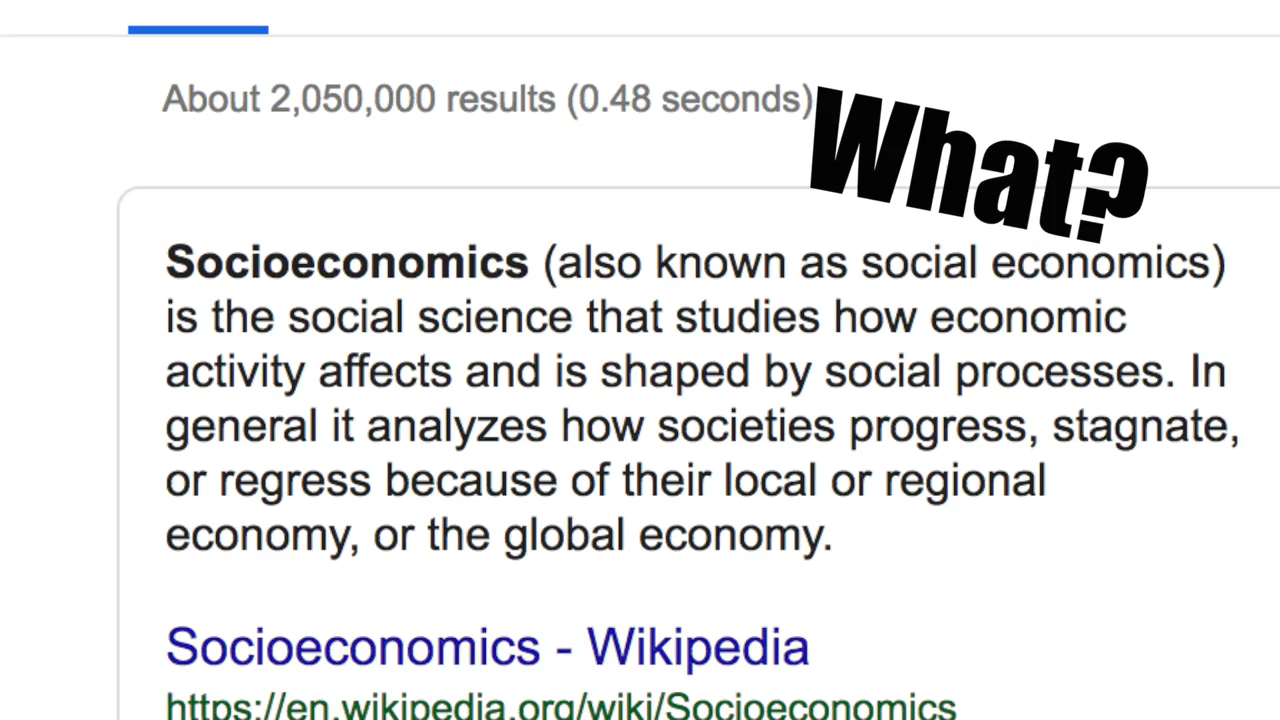 About 2,050,000 results (0.48 seconds)
What?
Socioeconomics (also known as social economics)
is the social science that studies how economic
activity affects and is shaped by social processes. In
general it analyzes how societies progress, stagnate,
or regress because of their local or regional
economy, or the global economy.
Socioeconomics - Wikipedia
https://en.wikipedia.org/wiki/Socioeconomics